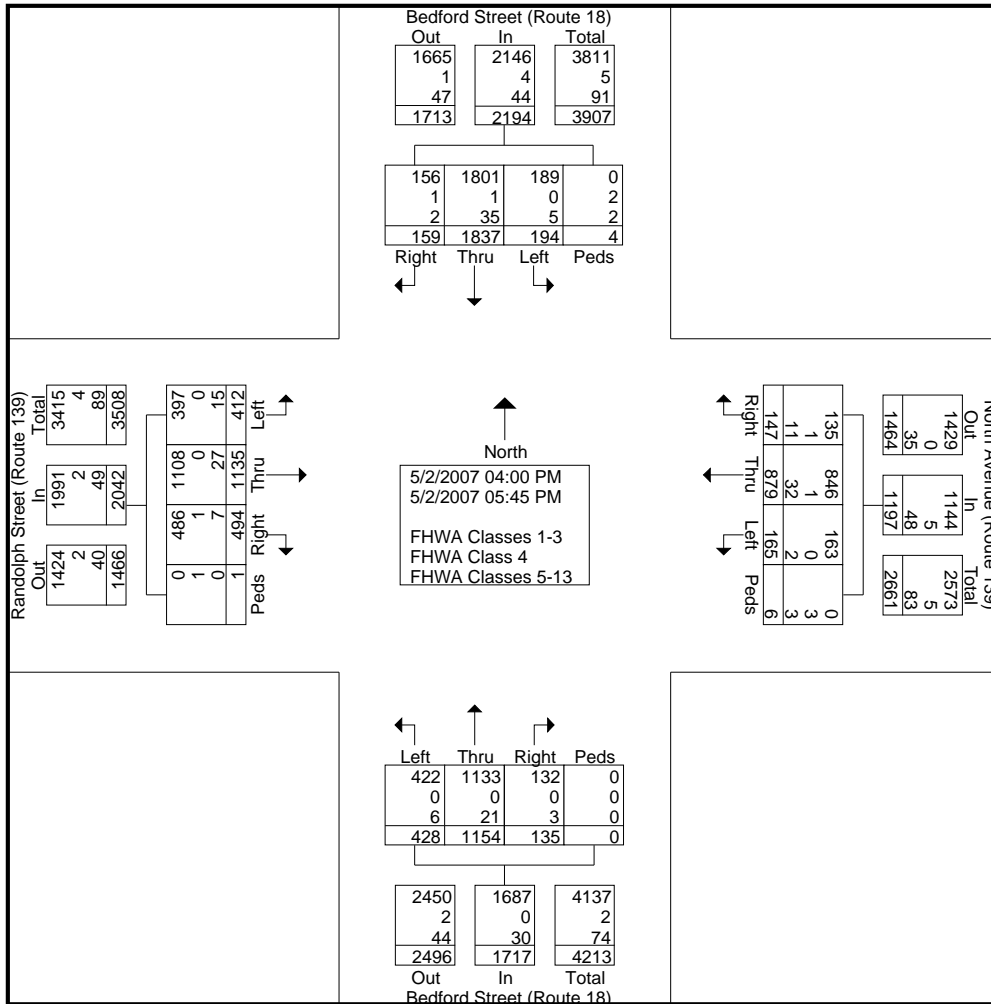 Bedford Street (Route 18)
Out In Total
1665 2146 3811
1 4 5
47 44 91
1713 2194 3907
156 1801 189 0
1 1 0 2
2 35 5 2
159 1837 194 4
Right Thru Left Peds
Randolph Street (Route 139)
Total In Out
3415 1991 1424
4 2 2
89 49 40
3508 2042 1466
397 1108 486 0
0 0 1 1
15 27 7 0
412 1135 494 1
Left Thru Right Peds
North
5/2/2007 04:00 PM
5/2/2007 05:45 PM
FHWA Classes 1-3
FHWA Class 4
FHWA Classes 5-13
North Avenue (Route 139)
Out In Total
1429 1144 2573
0 5 5
35 48 83
1464 1197 2661
135 846 163 0
1 1 0 3
11 32 2 3
147 879 165 6
Right Thru Left Peds
Left Thru Right Peds
422 1133 132 0
0 0 0 0
6 21 3 0
428 1154 135 0
2450 1687 4137
2 0 2
44 30 74
2496 1717 4213
Out In Total
Bedford Street (Route 18)